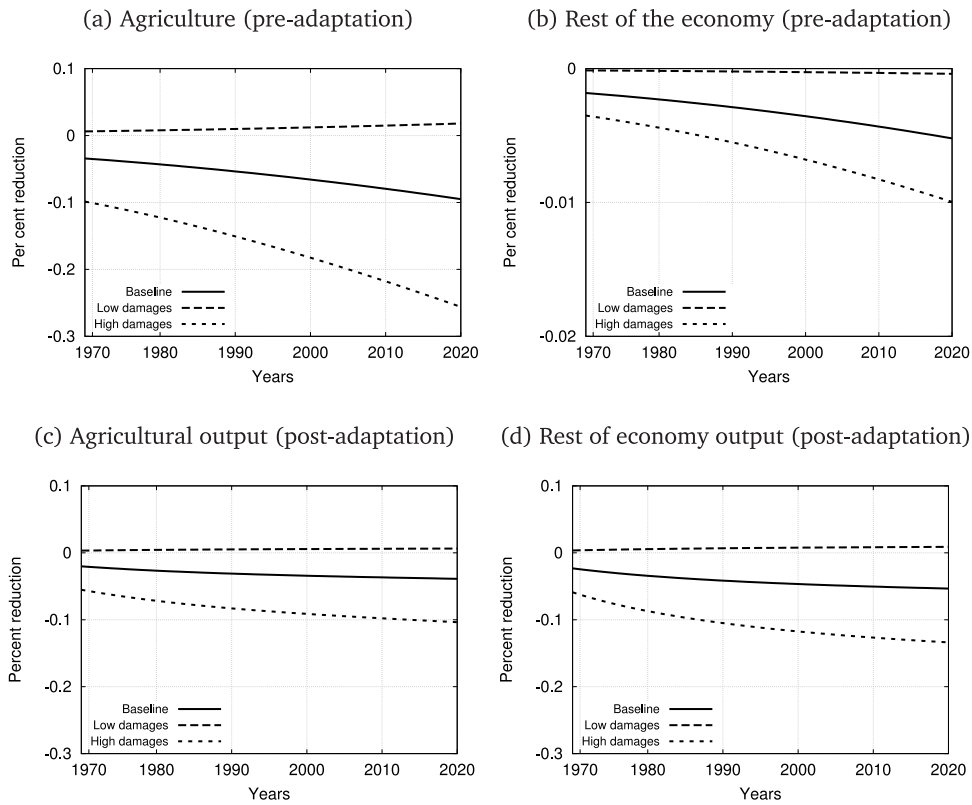 (a) Agriculture (pre-adaptation)
0.1
0
-0.1
-0.2
-0.3
Per cent reduction
Baseline
Low damages
High damages
1970 1980 1990 2000 2010 2020
Years
(b) Rest of the economy (pre-adaptation)
0
-0.01
-0.02
Per cent reduction
Baseline
Low damages
High damages
1970 1980 1990 2000 2010 2020
Years
(c) Agricultural output (post-adaptation)
0.1
0
-0.1
-0.2
-0.3
Percent reduction
Baseline
Low damages
High damages
1970 1980 1990 2000 2010 2020
Years
(d) Rest of economy output (post-adaptation)
0.1
0
-0.1
-0.2
-0.3
Percent reduction
Baseline
Low damages
High damages
1970 1980 1990 2000 2010 2020
Years